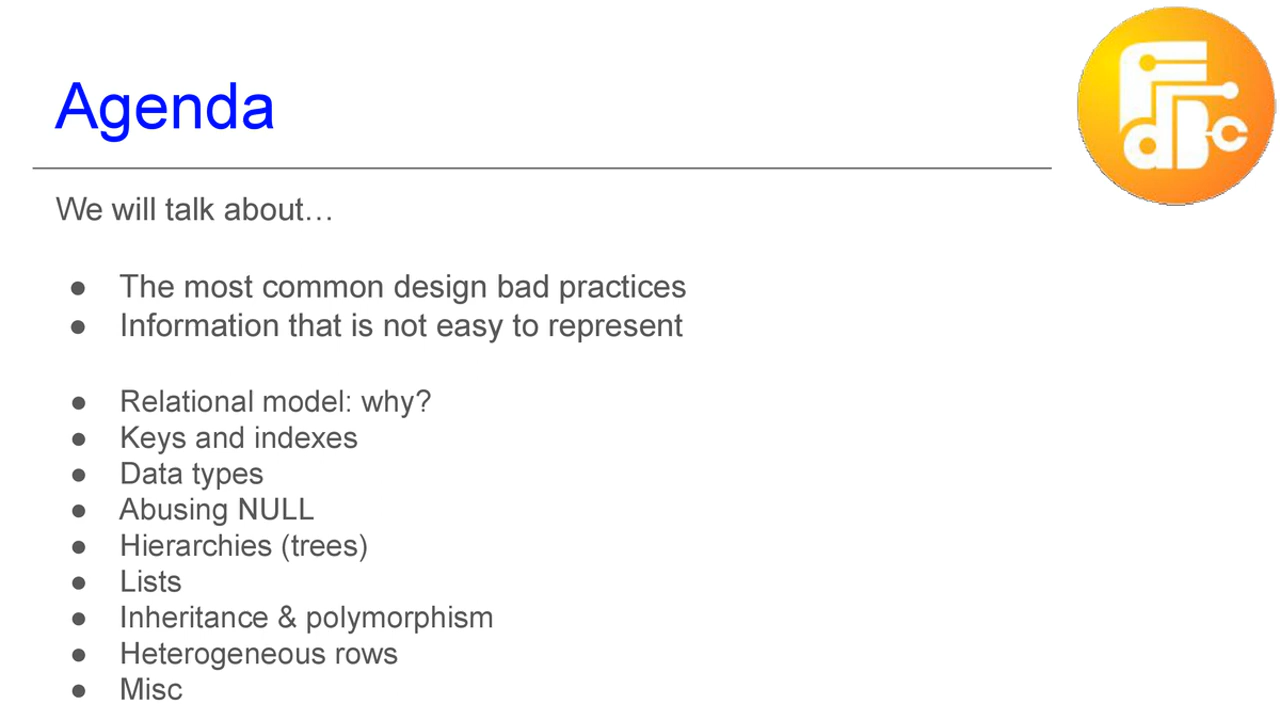 Agenda
We will talk about…
● The most common design bad practices
● Information that is not easy to represent
● Relational model: why?
● Keys and indexes
● Data types
● Abusing NULL
● Hierarchies (trees)
● Lists
● Inheritance & polymorphism
● Heterogeneous rows
● Misc